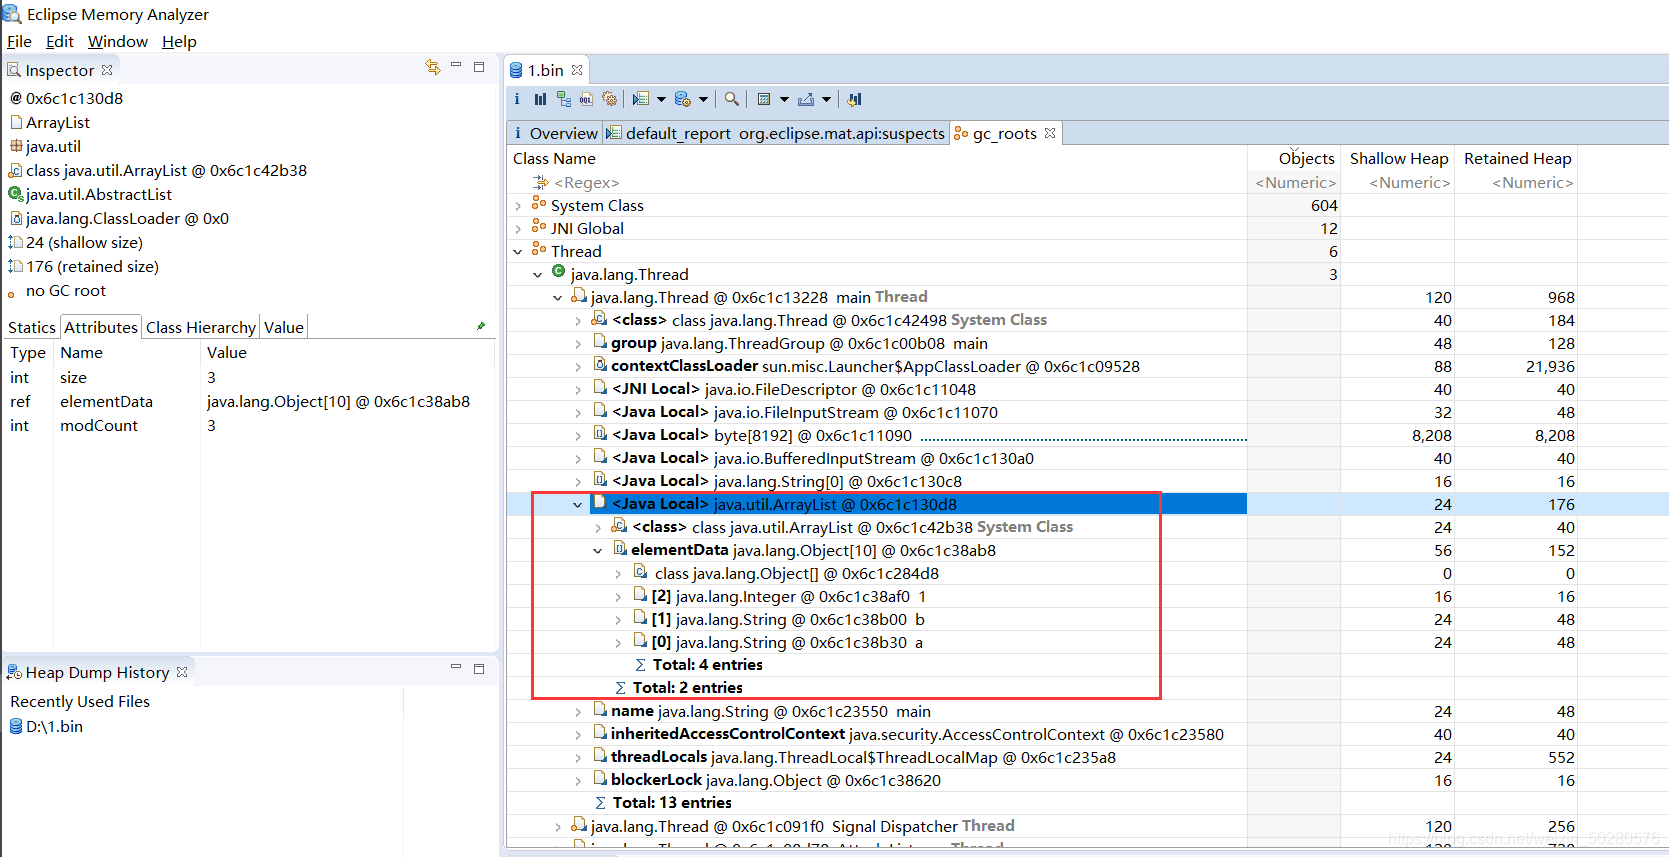 Eclipse Memory Analyzer
File Edit Window Help
Inspector
@ 0x6c1c130d8
ArrayList
java.util
class java.util.ArrayList @ 0x6c1c42b38
java.util.AbstractList
java.lang.ClassLoader @ 0x0
24 (shallow size)
176 (retained size)
no GC root
Statics Attributes Class Hierarchy Value
Type Name Value
int size 3
ref elementData java.lang.Object[10] @ 0x6c1c38ab8
int modCount 3
Heap Dump History
Recently Used Files
D:\1.bin
1.bin
i Overview default_report org.eclipse.mat.api:suspects gc_roots
Class Name Objects Shallow Heap Retained Heap
<Regex> <Numeric> <Numeric> <Numeric>
System Class 604
JNI Global 12
Thread 6
java.lang.Thread 3
java.lang.Thread @ 0x6c1c13228 main Thread 120 968
<class> class java.lang.Thread @ 0x6c1c42498 System Class 40 184
group java.lang.ThreadGroup @ 0x6c1c00b08 main 48 128
contextClassLoader sun.misc.Launcher$AppClassLoader @ 0x6c1c09528 88 21,936
<JNI Local> java.io.FileDescriptor @ 0x6c1c11048 40 40
<Java Local> java.io.FileInputStream @ 0x6c1c11070 32 48
<Java Local> byte[8192] @ 0x6c1c11090 8,208 8,208
<Java Local> java.io.BufferedInputStream @ 0x6c1c130a0 40 40
<Java Local> java.lang.String[0] @ 0x6c1c130c8 16 16
<Java Local> java.util.ArrayList @ 0x6c1c130d8 24 176
<class> class java.util.ArrayList @ 0x6c1c42b38 System Class 24 40
elementData java.lang.Object[10] @ 0x6c1c38ab8 56 152
class java.lang.Object[] @ 0x6c1c284d8 0 0
[2] java.lang.Integer @ 0x6c1c38af0 1 16 16
[1] java.lang.String @ 0x6c1c38b00 b 24 48
[0] java.lang.String @ 0x6c1c38b30 a 24 48
Σ Total: 4 entries
Σ Total: 2 entries
name java.lang.String @ 0x6c1c23550 main 24 48
inheritedAccessControlContext java.security.AccessControlContext @ 0x6c1c23580 40 40
threadLocals java.lang.ThreadLocal$ThreadLocalMap @ 0x6c1c235a8 24 552
blockerLock java.lang.Object @ 0x6c1c38620 16 16
Σ Total: 13 entries
java.lang.Thread @ 0x6c1c091f0 Signal Dispatcher Thread 120 256